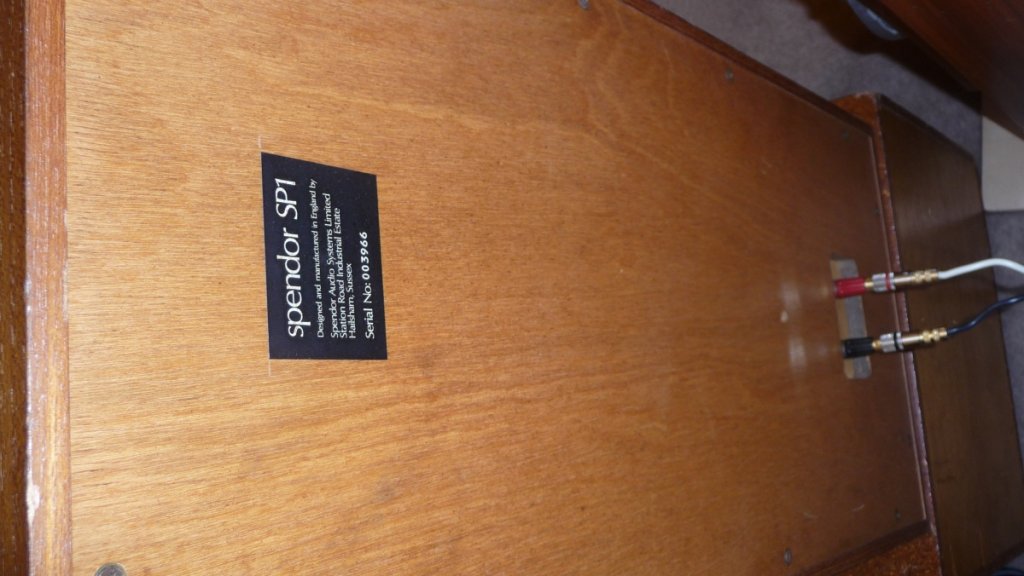 spendor SP1
Designed and manufactured in England by
Spendor Audio Systems Limited
Station Road Industrial Estate
Hailsham, Sussex
Serial No: 003966